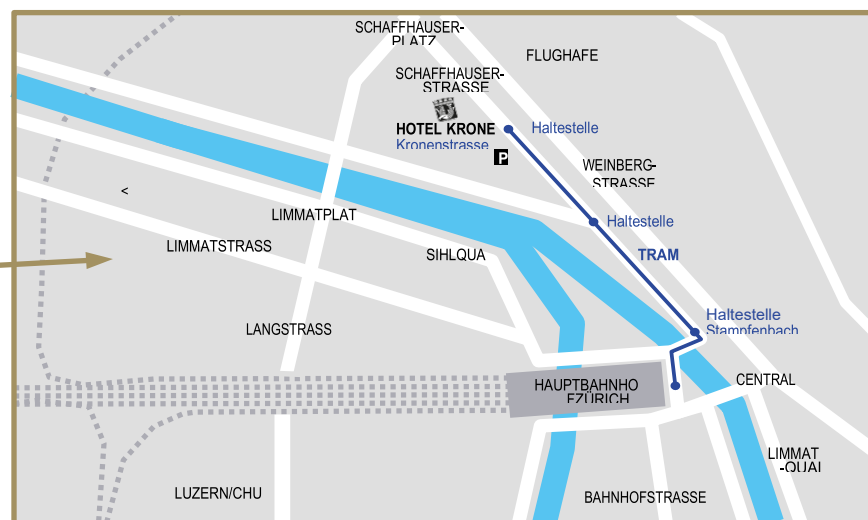 SCHAFFHAUSER-
PLATZ
FLUGHAFE
SCHAFFHAUSER-
STRASSE
HOTEL KRONE
Kronenstrasse
Haltestelle
P
WEINBERG-
STRASSE
<
LIMMATPLAT
Haltestelle
LIMMATSTRASS
SIHLQUA
TRAM
Haltestelle
Stampfenbach
LANGSTRASS
HAUPTBAHNHO
FZÜRICH
CENTRAL
LIMMAT
-QUAI
LUZERN/CHU
BAHNHOFSTRASSE